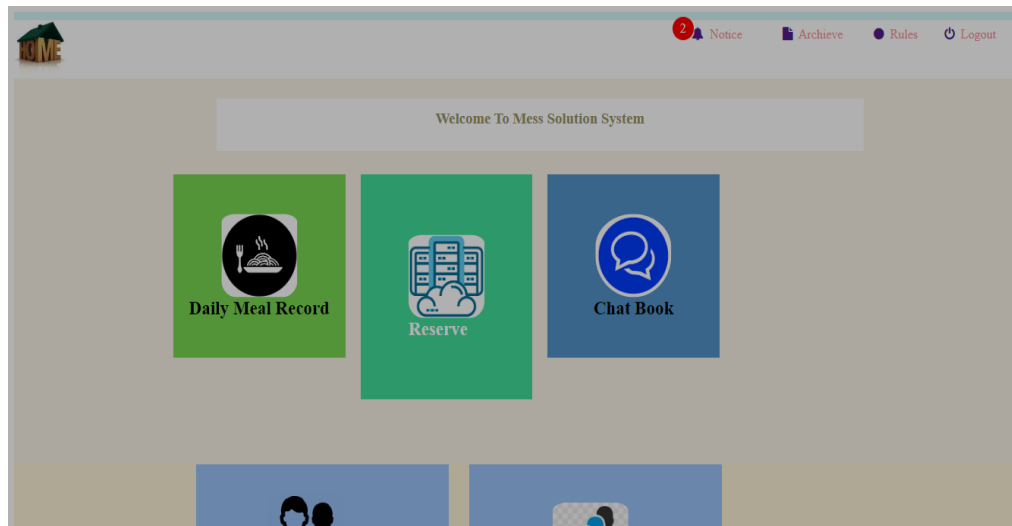 HOME
2 Notice Archieve Rules Logout
Welcome To Mess Solution System
Daily Meal Record
Reserve
Chat Book